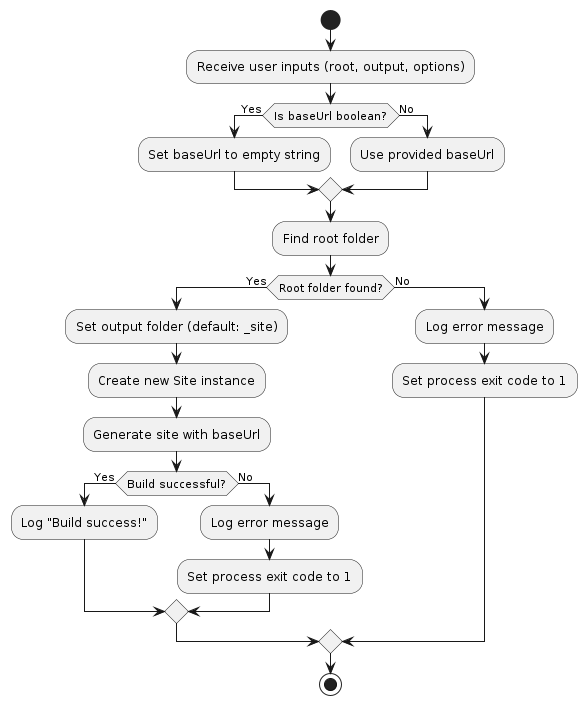 Receive user inputs (root, output, options)
Yes
Is baseUrl boolean?
No
Set baseUrl to empty string
Use provided baseUrl
Find root folder
Yes
Root folder found?
No
Set output folder (default: _site)
Log error message
Create new Site instance
Set process exit code to 1
Generate site with baseUrl
Yes
Build successful?
No
Log "Build success!"
Log error message
Set process exit code to 1